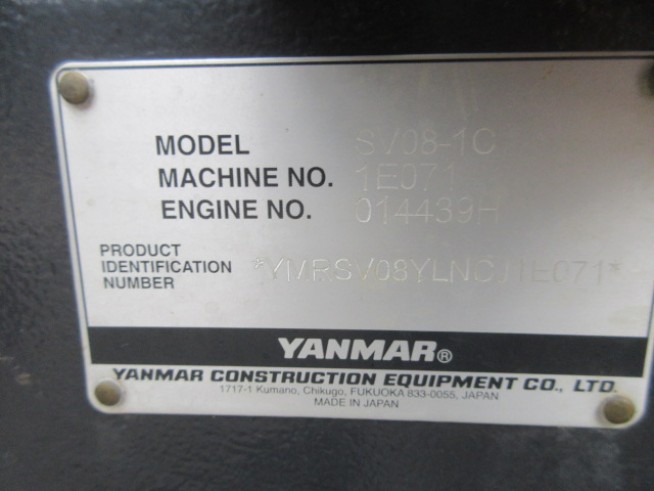 MODEL SV08-1C
MACHINE NO. 1E071
ENGINE NO. 014439H
PRODUCT
IDENTIFICATION
NUMBER
YANMAR®
YANMAR CONSTRUCTION EQUIPMENT CO., LTD.
1717-1 Kumano, Chikugo, FUKUOKA 833-0055, JAPAN
MADE IN JAPAN